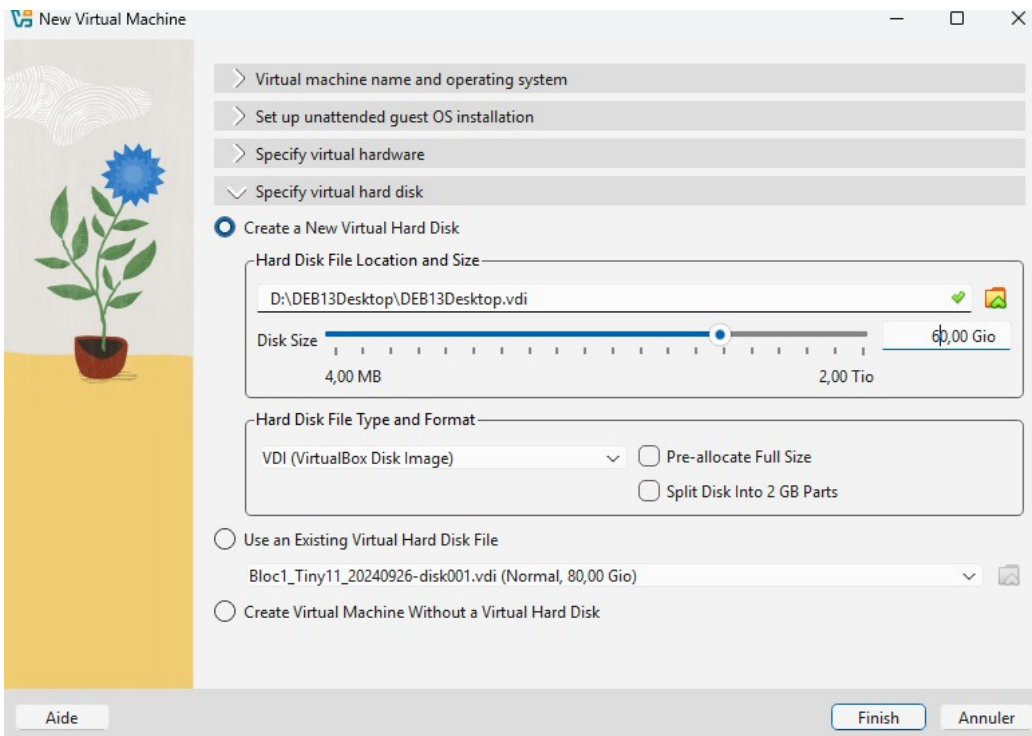 New Virtual Machine
Virtual machine name and operating system
Set up unattended guest OS installation
Specify virtual hardware
Specify virtual hard disk
Create a New Virtual Hard Disk
Hard Disk File Location and Size
D:\DEB13Desktop\DEB13Desktop.vdi
Disk Size 60,00 Gio
4,00 MB 2,00 Tio
Hard Disk File Type and Format
VDI (VirtualBox Disk Image) Pre-allocate Full Size
Split Disk Into 2 GB Parts
Use an Existing Virtual Hard Disk File
Bloc1_Tiny11_20240926-disk001.vdi (Normal, 80,00 Gio)
Create Virtual Machine Without a Virtual Hard Disk
Aide Finish Annuler